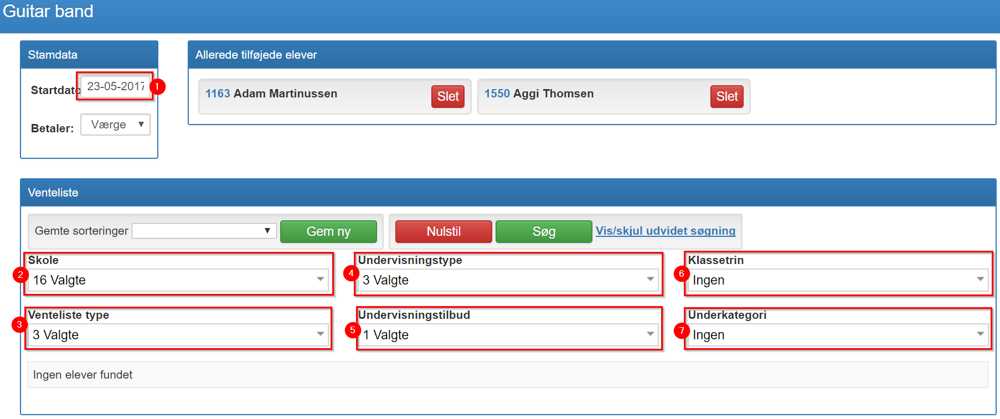 Guitar band
Stamdata
Startdato
23-05-2017
1
Betaler:
Værge
Allerede tilføjede elever
1163 Adam Martinussen
Slet
1550 Aggi Thomsen
Slet
Venteliste
Gemte sorteringer
Gem ny
Nulstil
Søg
Vis/skjul udvidet søgning
2
Skole
16 Valgte
4
Undervisningstype
3 Valgte
6
Klassetrin
Ingen
3
Venteliste type
3 Valgte
5
Undervisningstilbud
1 Valgte
7
Underkategori
Ingen
Ingen elever fundet